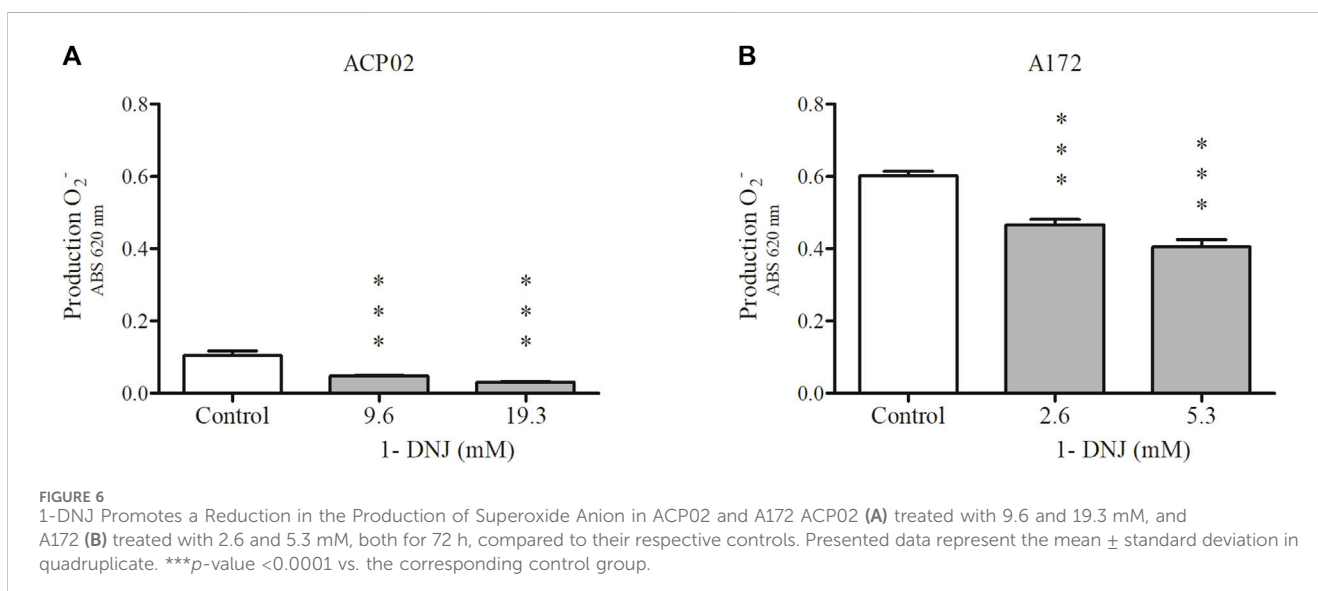 A
ACP02
0.8
0.6
0.4
0.2
0.0
Production O2-
ABS 620 nm
* * *
* * *
Control 9.6 19.3
1- DNJ (mM)
B
A172
0.8
0.6
0.4
0.2
0.0
Production O2-
ABS 620 nm
* * *
* * *
Control 2.6 5.3
1- DNJ (mM)
FIGURE 6
1-DNJ Promotes a Reduction in the Production of Superoxide Anion in ACP02 and A172 ACP02 (A) treated with 9.6 and 19.3 mM, and
A172 (B) treated with 2.6 and 5.3 mM, both for 72 h, compared to their respective controls. Presented data represent the mean ± standard deviation in
quadruplicate. ***p-value <0.0001 vs. the corresponding control group.